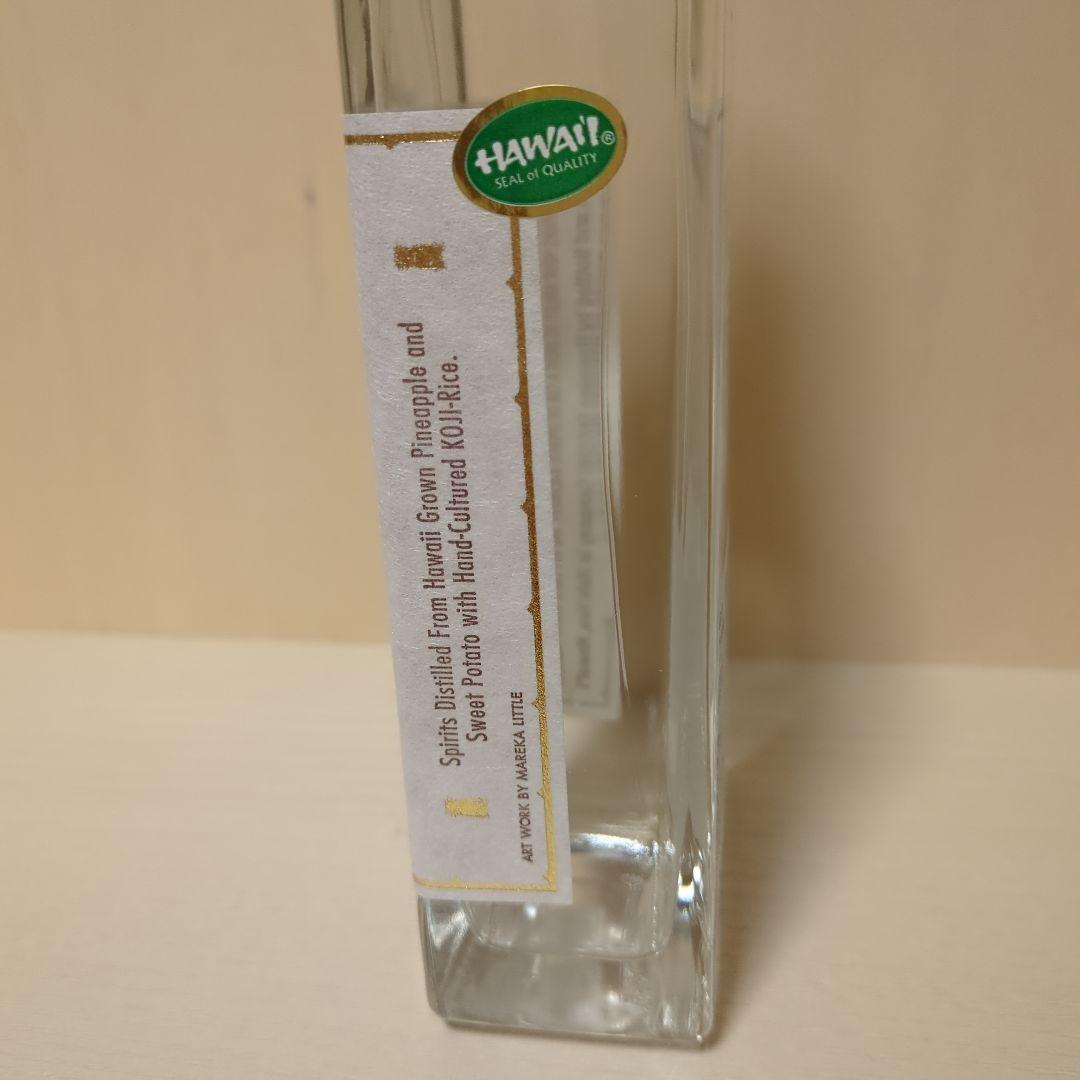 HAWAI'I®
SEAL of QUALITY
Spirits Distilled From Hawaii Grown Pineapple and
Sweet Potato with Hand-Cultured KOJI-Rice.
ART WORK BY MAREKA LITTLE